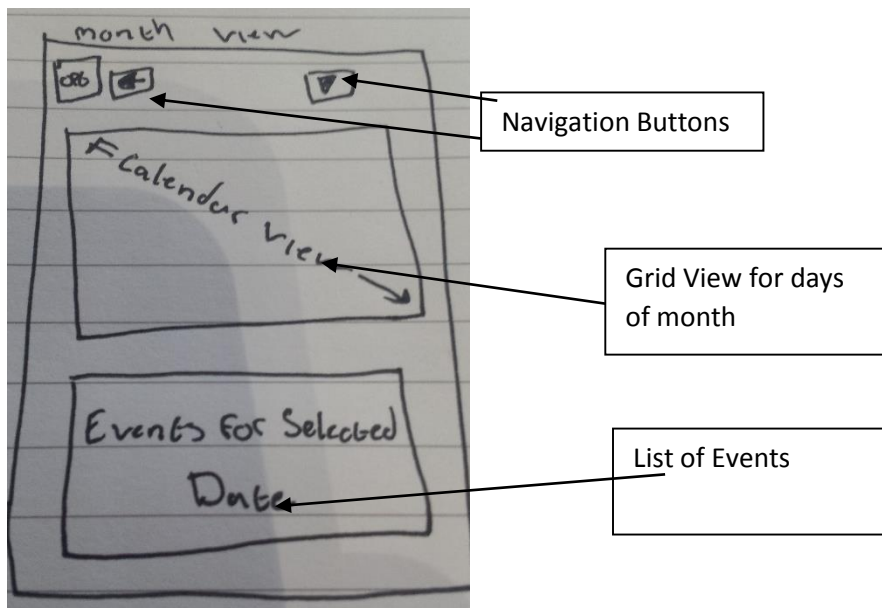 month view
Navigation Buttons
Calendar View
Grid View for days
of month
Events for Selected
Date
List of Events